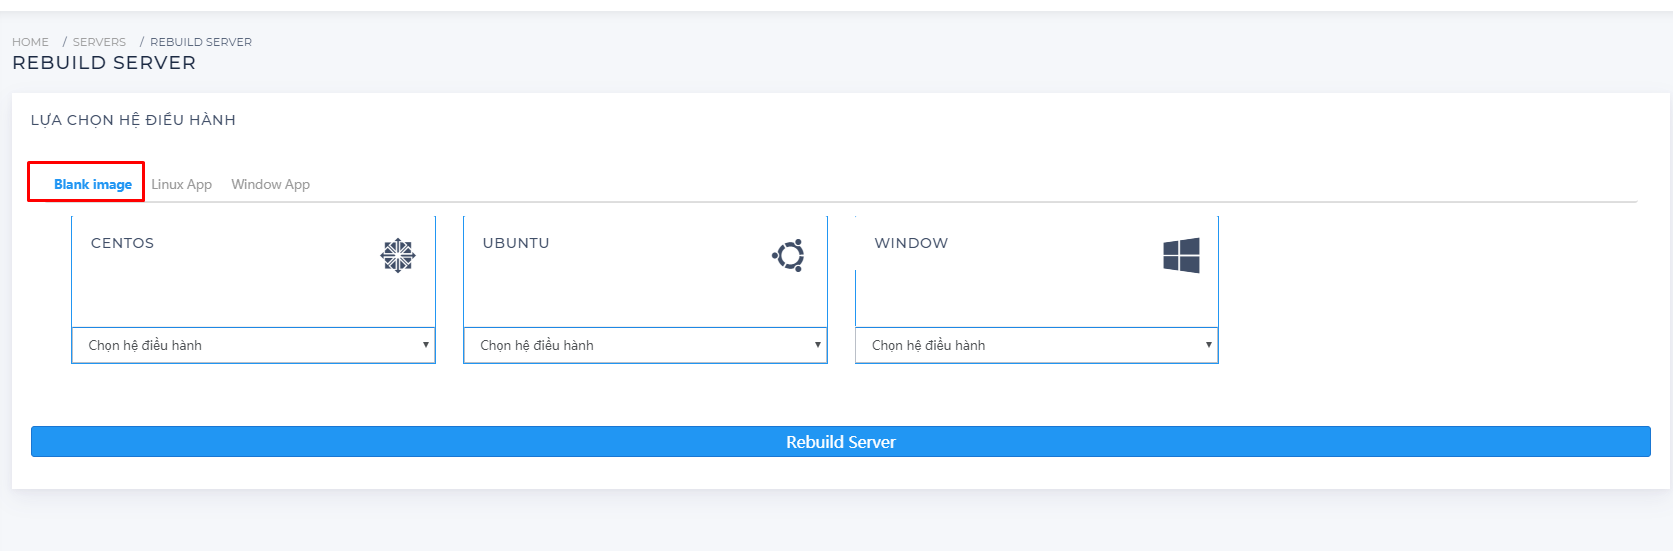 HOME / SERVERS / REBUILD SERVER
REBUILD SERVER
LỰA CHỌN HỆ ĐIỀU HÀNH
Blank image Linux App Window App
CENTOS
Chọn hệ điều hành
UBUNTU
Chọn hệ điều hành
WINDOW
Chọn hệ điều hành
Rebuild Server